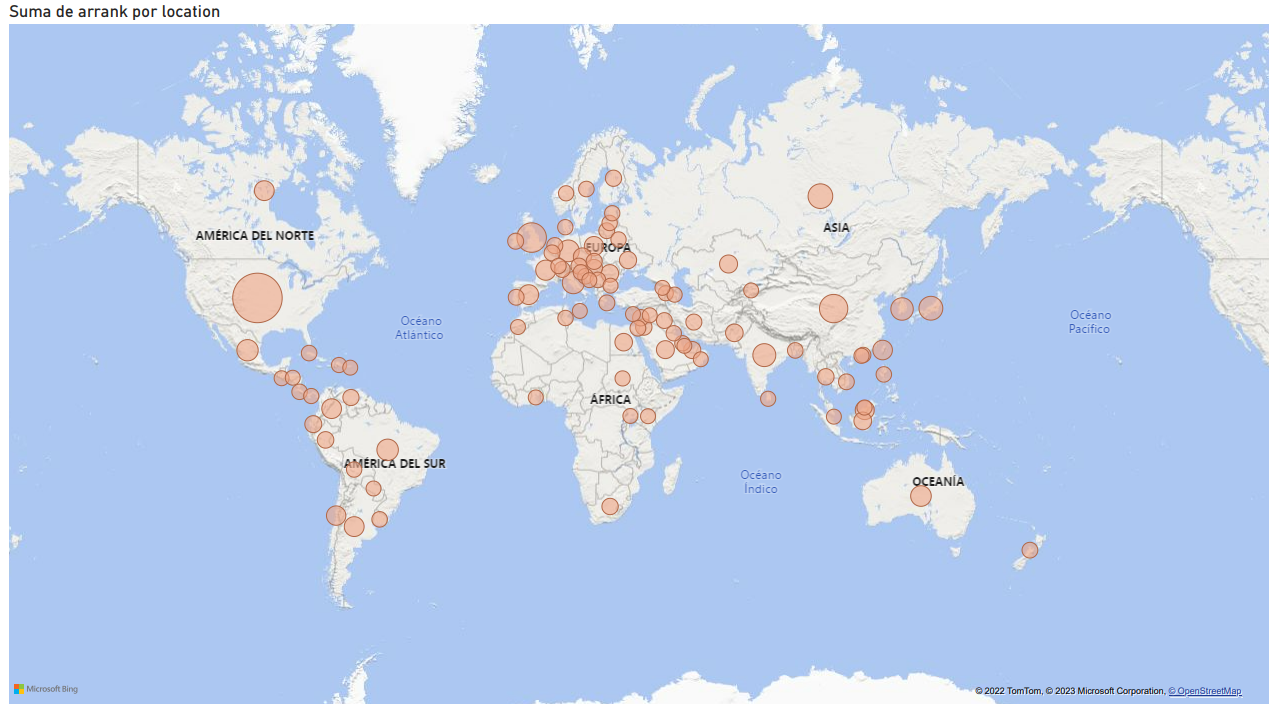 Suma de arrank por location
AMÉRICA DEL NORTE
EUROPA
ASIA
Océano
Atlántico
Océano
Pacífico
ÁFRICA
AMÉRICA DEL SUR
Océano
Índico
OCEANÍA
Microsoft Bing
© 2022 TomTom, © 2023 Microsoft Corporation, © OpenStreetMap